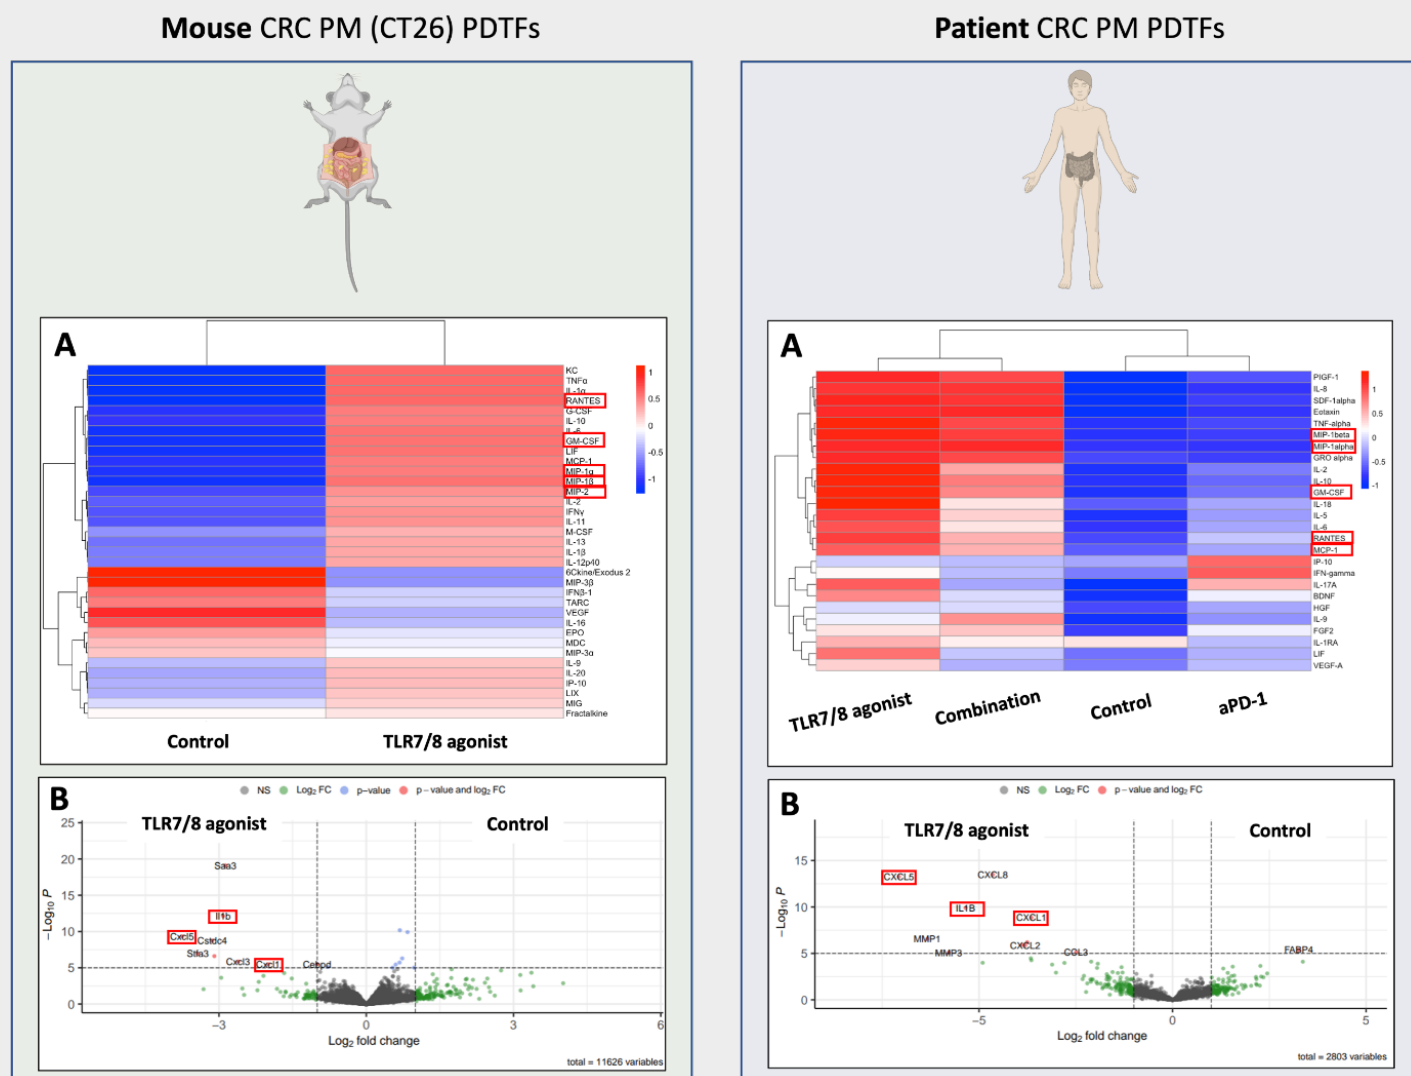 Mouse CRC PM (CT26) PDTFs
A
KC
TNFα
IL-1α
RANTES
G-CSF
IL-10
IL-6
GM-CSF
LIF
MCP-1
MIP-1α
MIP-1β
MIP-2
IL-2
IFNγ
IL-11
M-CSF
IL-13
IL-1β
IL-12p40
6Ckine/Exodus 2
MIP-3β
IFNβ-1
TARC
VEGF
IL-16
EPO
MDC
MIP-3α
IL-9
IL-20
IP-10
LIX
MIG
Fractalkine
1
0.5
0
-0.5
-1
Control TLR7/8 agonist
B
NS Log₂ FC p-value p – value and log₂ FC
TLR7/8 agonist Control
25
20
15
10
5
0
–Log₁₀ P
Saa3
Il1b
Cxcl5
Cstdc4
Stfa3
Cxcl3
Cxcl1
Cebpd
−3 0 3 6
Log₂ fold change
total = 11626 variables
Patient CRC PM PDTFs
A
PIGF-1
IL-8
SDF-1alpha
Eotaxin
TNF-alpha
MIP-1beta
MIP-1alpha
GRO alpha
IL-2
IL-10
GM-CSF
IL-18
IL-5
IL-6
RANTES
MCP-1
IP-10
IFN-gamma
IL-17A
BDNF
HGF
IL-9
FGF2
IL-1RA
LIF
VEGF-A
1
0.5
0
-0.5
-1
TLR7/8 agonist Combination Control aPD-1
B
NS Log₂ FC p – value and log₂ FC
TLR7/8 agonist Control
15
10
5
0
–Log₁₀ P
CXCL5
CXCL8
IL1B
CXCL1
MMP1
CXCL2
MMP3
CCL3
FABP4
−5 0 5
Log₂ fold change
total = 2803 variables